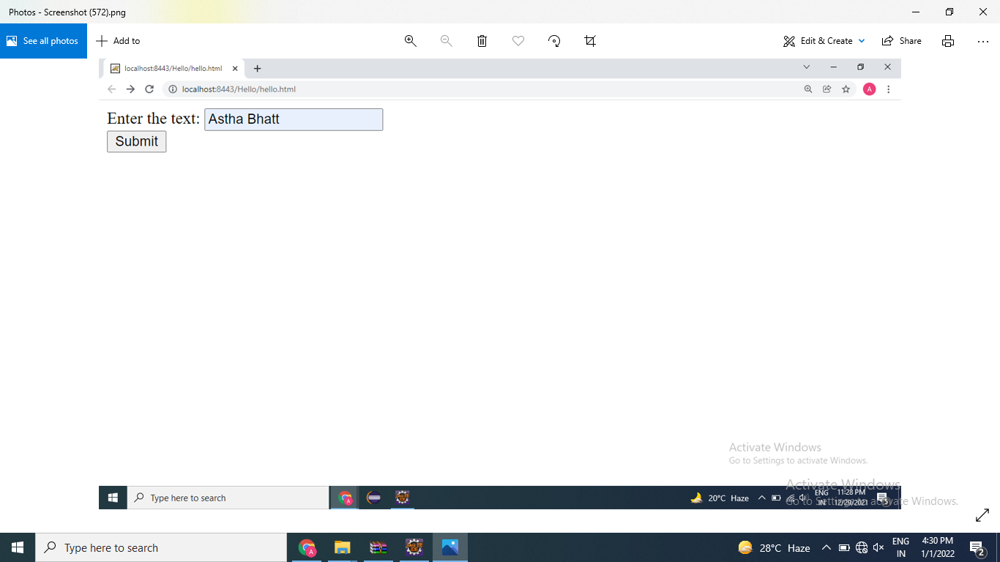 Photos - Screenshot (572).png
See all photos
Add to
Edit & Create
Share
localhost:8443/Hello/hello.html
localhost:8443/Hello/hello.html
A
Enter the text: Astha Bhatt
Submit
Activate Windows
Go to Settings to activate Windows.
Activate Windows
Go to Settings to activate Windows.
Type here to search
A
20°C Haze
ENG
IN
11:28 PM
12/29/2021
5
Type here to search
A
28°C Haze
ENG
IN
4:30 PM
1/1/2022
2